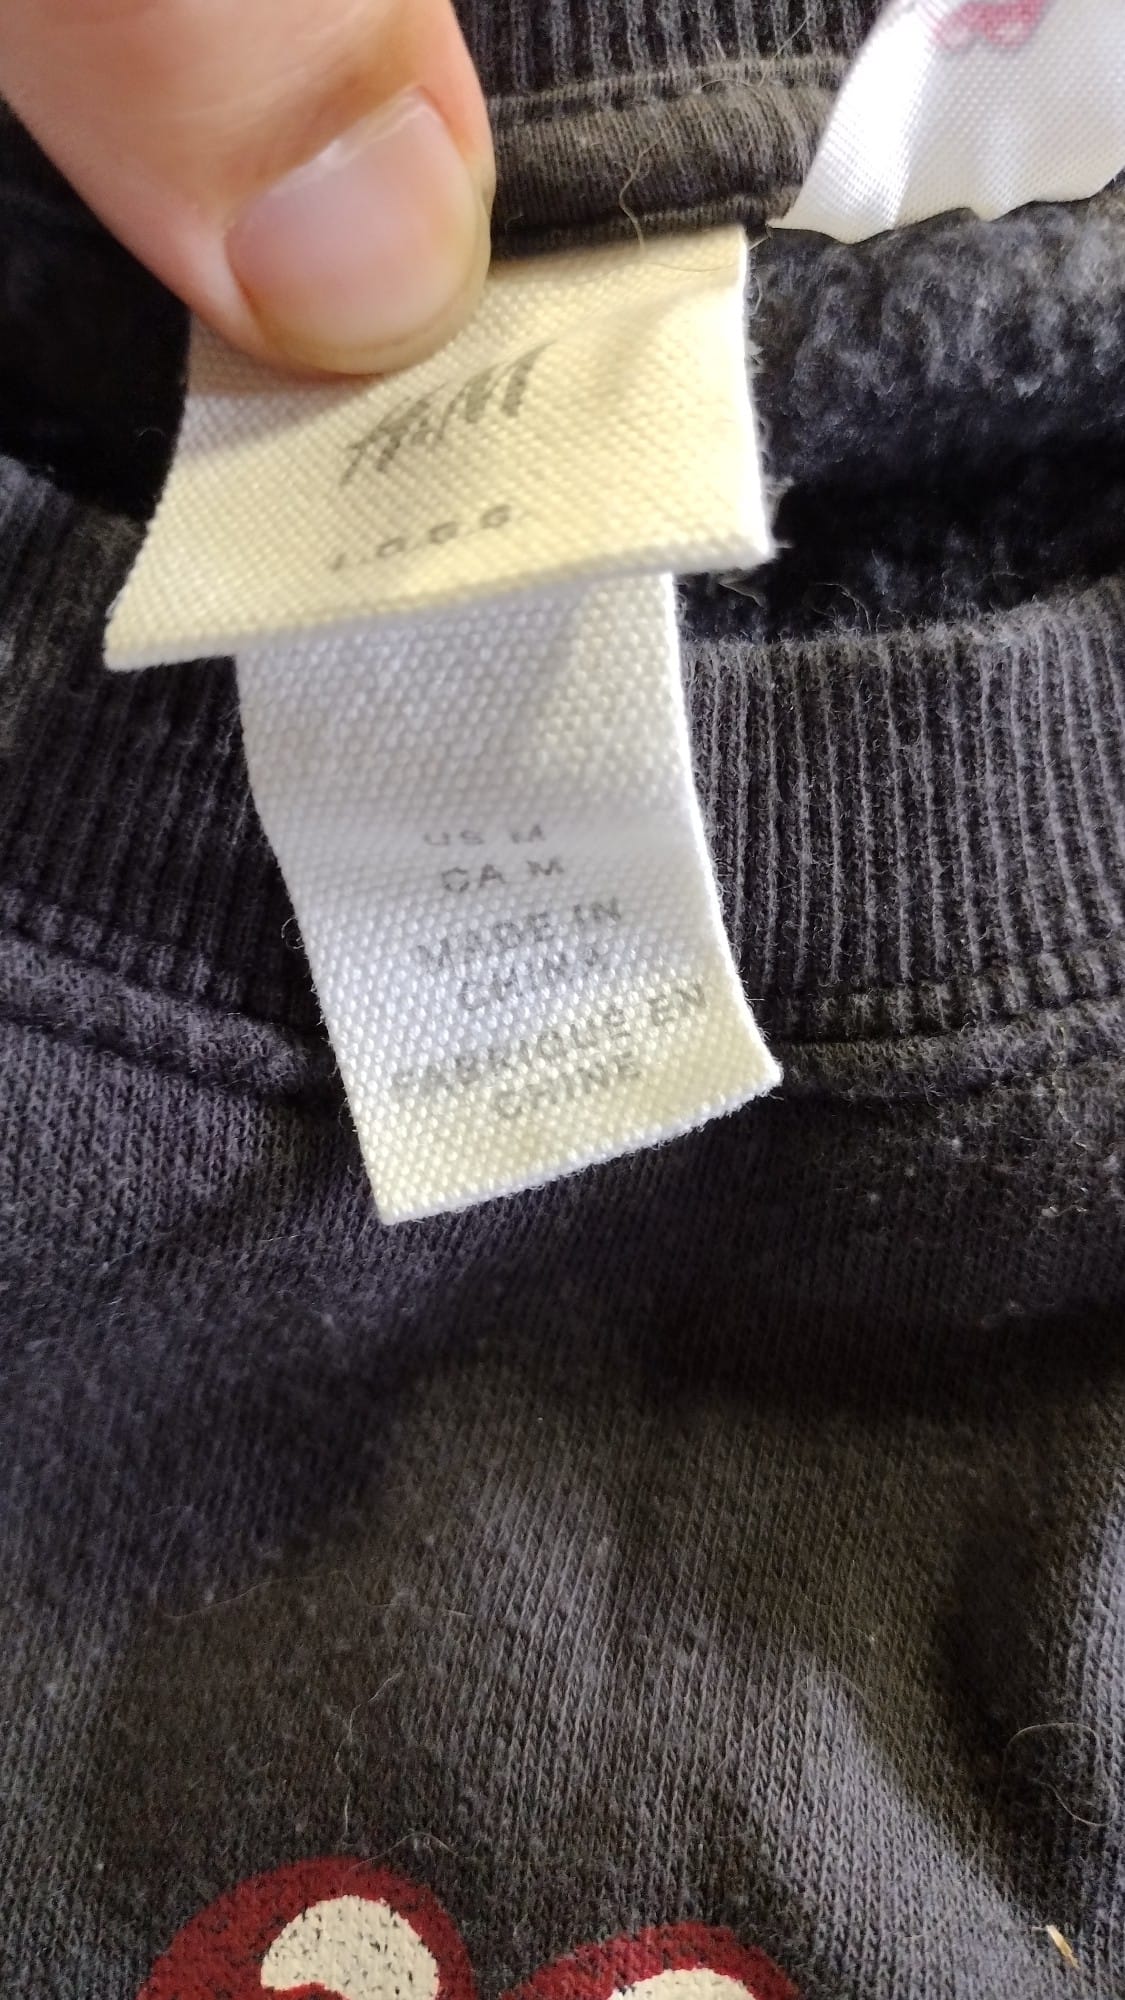 H&M
L.O.G.G.
US M
CA M
MADE IN
CHINA
FABRIQUÉ EN
CHINE